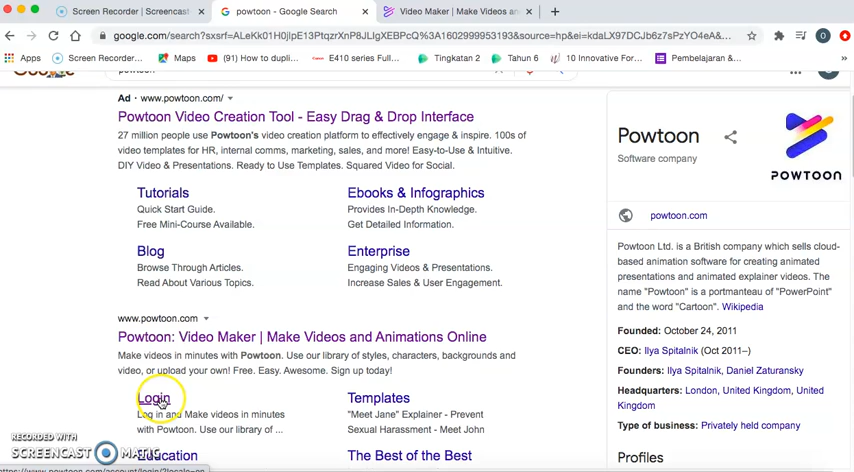 Screen Recorder | Screencast
powtoon - Google Search
Video Maker | Make Videos an
google.com/search?sxsrf=ALeKk01H0jlpE13PtqzrXnP8JLIgXEBPcQ%3A1602999953193&source=hp&ei=kdaLX97DCJb6z7sPzYO4eA&...
Apps
Screen Recorder...
Maps
(91) How to dupli...
E410 series Full...
Tingkatan 2
Tahun 6
10 Innovative For...
Pembelajaran &...
Ad · www.powtoon.com/
Powtoon Video Creation Tool - Easy Drag & Drop Interface
27 million people use Powtoon's video creation platform to effectively engage & inspire. 100s of
video templates for HR, internal comms, marketing, sales, and more! Easy-to-Use & Intuitive.
DIY Video & Presentations. Ready to Use Templates. Squared Video for Social.
Tutorials
Quick Start Guide.
Free Mini-Course Available.
Ebooks & Infographics
Provides In-Depth Knowledge.
Get Detailed Information.
Blog
Browse Through Articles.
Read About Various Topics.
Enterprise
Engaging Videos & Presentations.
Increase Sales & User Engagement.
www.powtoon.com
Powtoon: Video Maker | Make Videos and Animations Online
Make videos in minutes with Powtoon. Use our library of styles, characters, backgrounds and
video, or upload your own! Free. Easy. Awesome. Sign up today!
Login
Log in and Make videos in minutes
with Powtoon. Use our library of ...
Templates
"Meet Jane" Explainer - Prevent
Sexual Harassment - Meet John
Education
The Best of the Best
Powtoon
Software company
POWTOON
powtoon.com
Powtoon Ltd. is a British company which sells cloud-
based animation software for creating animated
presentations and animated explainer videos. The
name "Powtoon" is a portmanteau of "PowerPoint"
and the word "Cartoon". Wikipedia
Founded: October 24, 2011
CEO: Ilya Spitalnik (Oct 2011–)
Founders: Ilya Spitalnik, Daniel Zaturansky
Headquarters: London, United Kingdom, United
Kingdom
Type of business: Privately held company
Profiles
RECORDED WITH
SCREENCAST MATIC